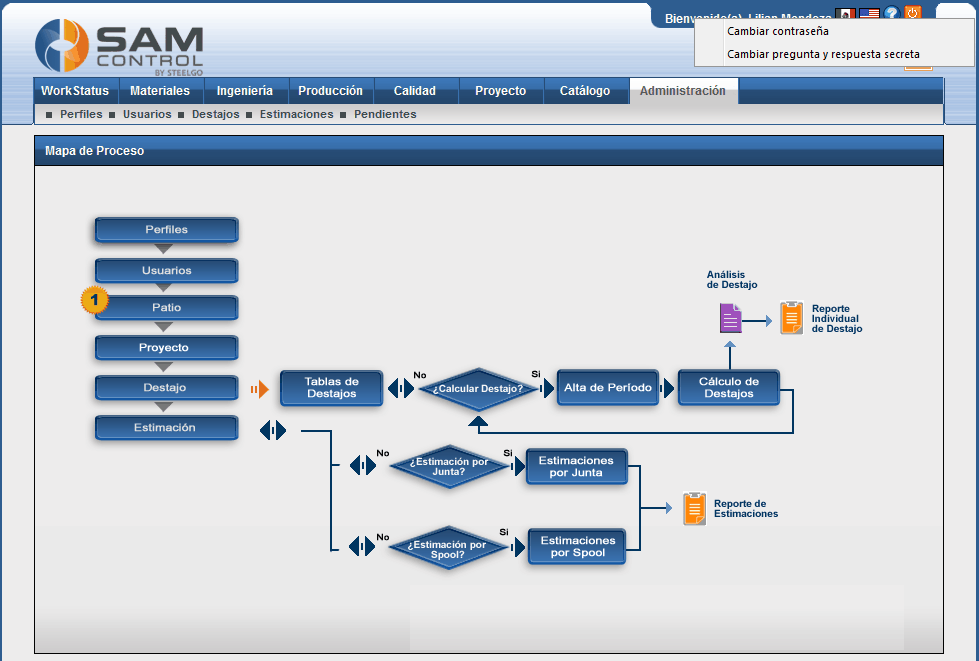 Bienvenido(a), Lilian Mendoza
Cambiar contraseña
Cambiar pregunta y respuesta secreta
SAM
CONTROL
BY STEELGO
WorkStatus Materiales Ingeniería Producción Calidad Proyecto Catálogo Administración
Perfiles Usuarios Destajos Estimaciones Pendientes
Mapa de Proceso
Perfiles
Usuarios
1
Patio
Proyecto
Destajo
Estimación
Tablas de
Destajos
No
¿Calcular Destajo?
Si
Alta de Período
Cálculo de
Destajos
Análisis
de Destajo
Reporte
Individual
de Destajo
No
¿Estimación por
Junta?
Si
Estimaciones
por Junta
No
¿Estimación por
Spool?
Si
Estimaciones
por Spool
Reporte de
Estimaciones